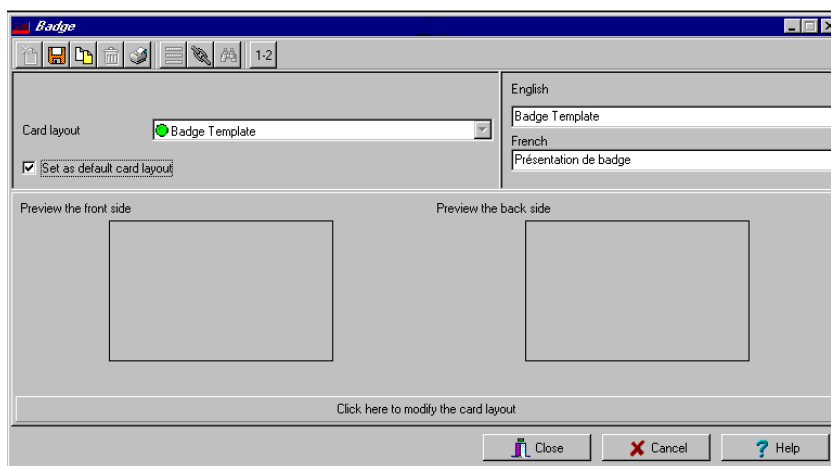 Badge
1-2
English
Badge Template
Card layout
Badge Template
French
Présentation de badge
Set as default card layout
Preview the front side
Preview the back side
Click here to modify the card layout
Close
Cancel
? Help